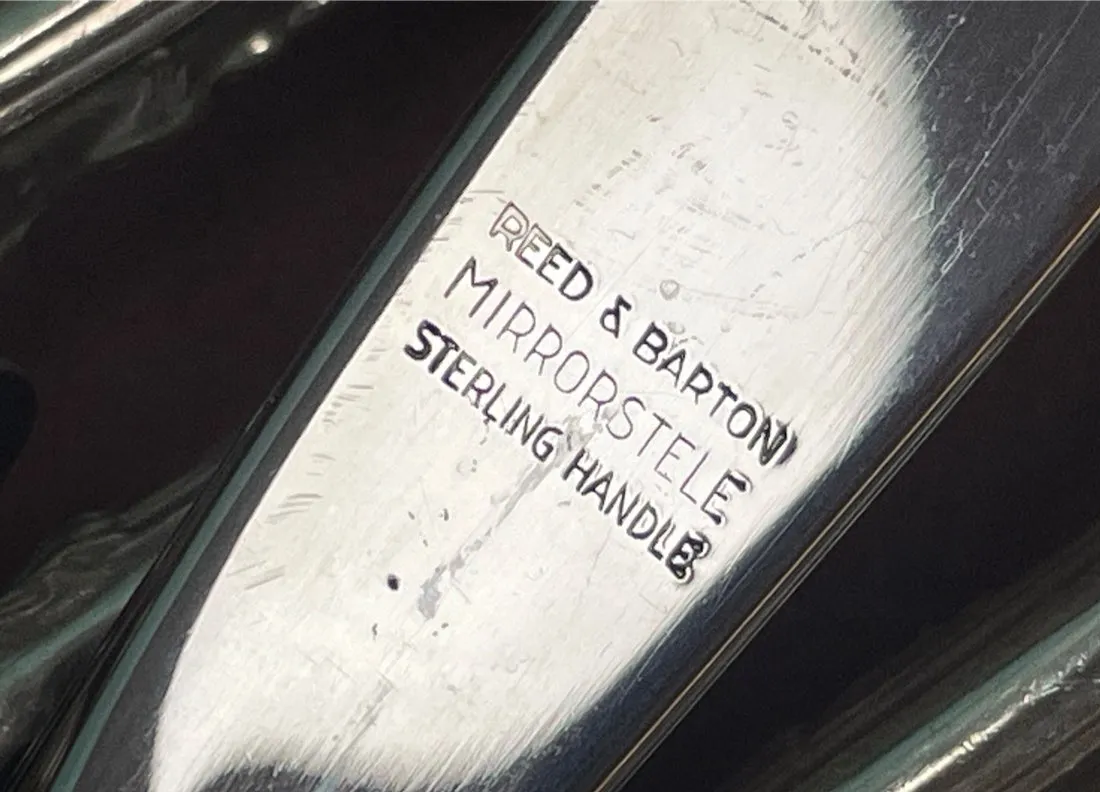 REED & BARTON
MIRRORSTELE
STERLING HANDLE